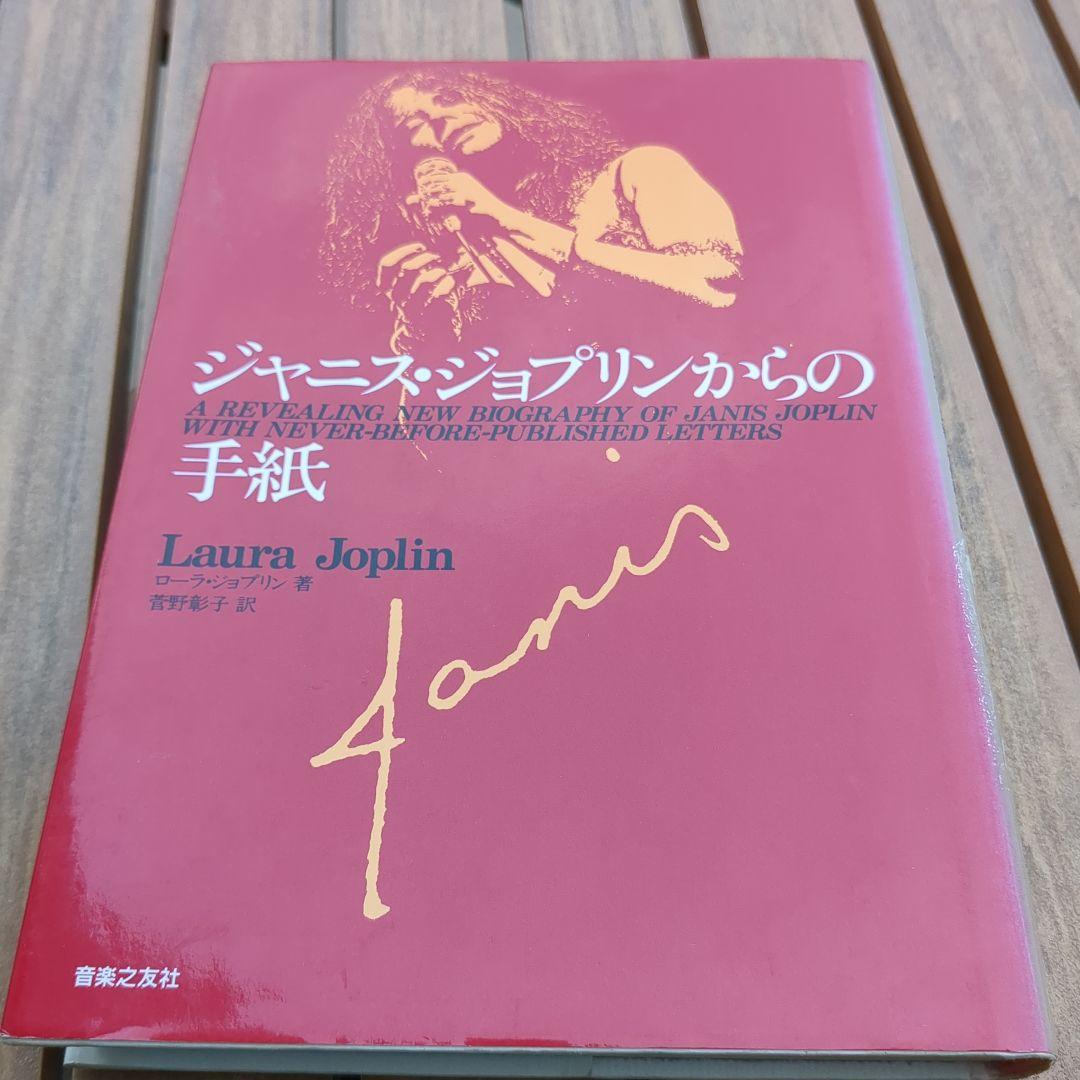 ジャニス・ジョプリンからの
A REVEALING NEW BIOGRAPHY OF JANIS JOPLIN
WITH NEVER-BEFORE-PUBLISHED LETTERS
手紙
Laura Joplin
ローラ・ジョプリン 著
菅野彰子 訳
Janis
音楽之友社